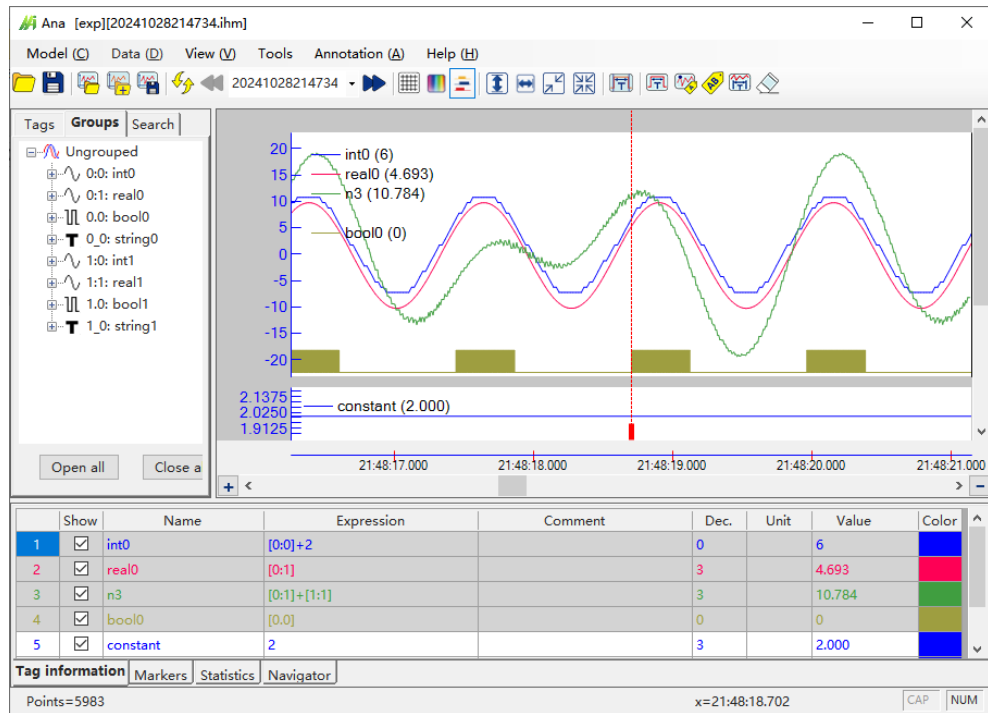 Ana [exp][20241028214734.ihm]
Model (C) Data (D) View (V) Tools Annotation (A) Help (H)
20241028214734
Tags Groups Search
Ungrouped
0:0: int0
0:1: real0
0.0: bool0
0_0: string0
1:0: int1
1:1: real1
1.0: bool1
1_0: string1
Open all Close a
20
15
10
5
0
-5
-10
-15
-20
int0 (6)
real0 (4.693)
n3 (10.784)
bool0 (0)
2.1375
2.0250
1.9125
constant (2.000)
21:48:17.000 21:48:18.000 21:48:19.000 21:48:20.000 21:48:21.000
Show Name Expression Comment Dec. Unit Value Color
1 int0 [0:0]+2 0 6
2 real0 [0:1] 3 4.693
3 n3 [0:1]+[1:1] 3 10.784
4 bool0 [0.0] 0 0
5 constant 2 3 2.000
Tag information Markers Statistics Navigator
Points=5983 x=21:48:18.702 CAP NUM